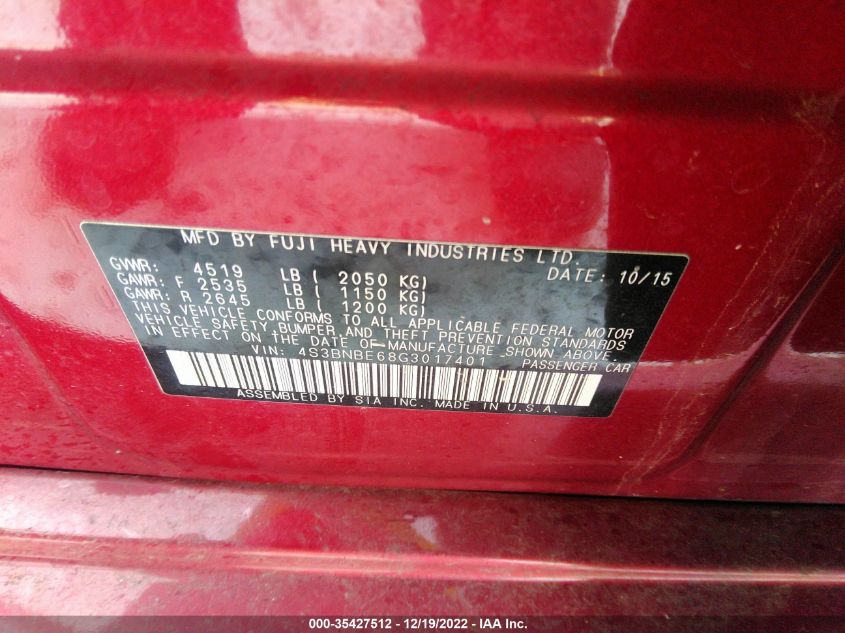 MFD BY FUJI HEAVY INDUSTRIES LTD.
GVWR: 4519 LB ( 2050 KG) DATE: 10/15
GAWR: F 2535 LB ( 1150 KG)
GAWR: R 2645 LB ( 1200 KG)
THIS VEHICLE CONFORMS TO ALL APPLICABLE FEDERAL MOTOR
VEHICLE SAFETY, BUMPER, AND THEFT PREVENTION STANDARDS
IN EFFECT ON THE DATE OF MANUFACTURE SHOWN ABOVE.
VIN: 4S3BNBE68G3017401 PASSENGER CAR
ASSEMBLED BY SIA INC. MADE IN U.S.A.
000-35427512 - 12/19/2022 - IAA Inc.